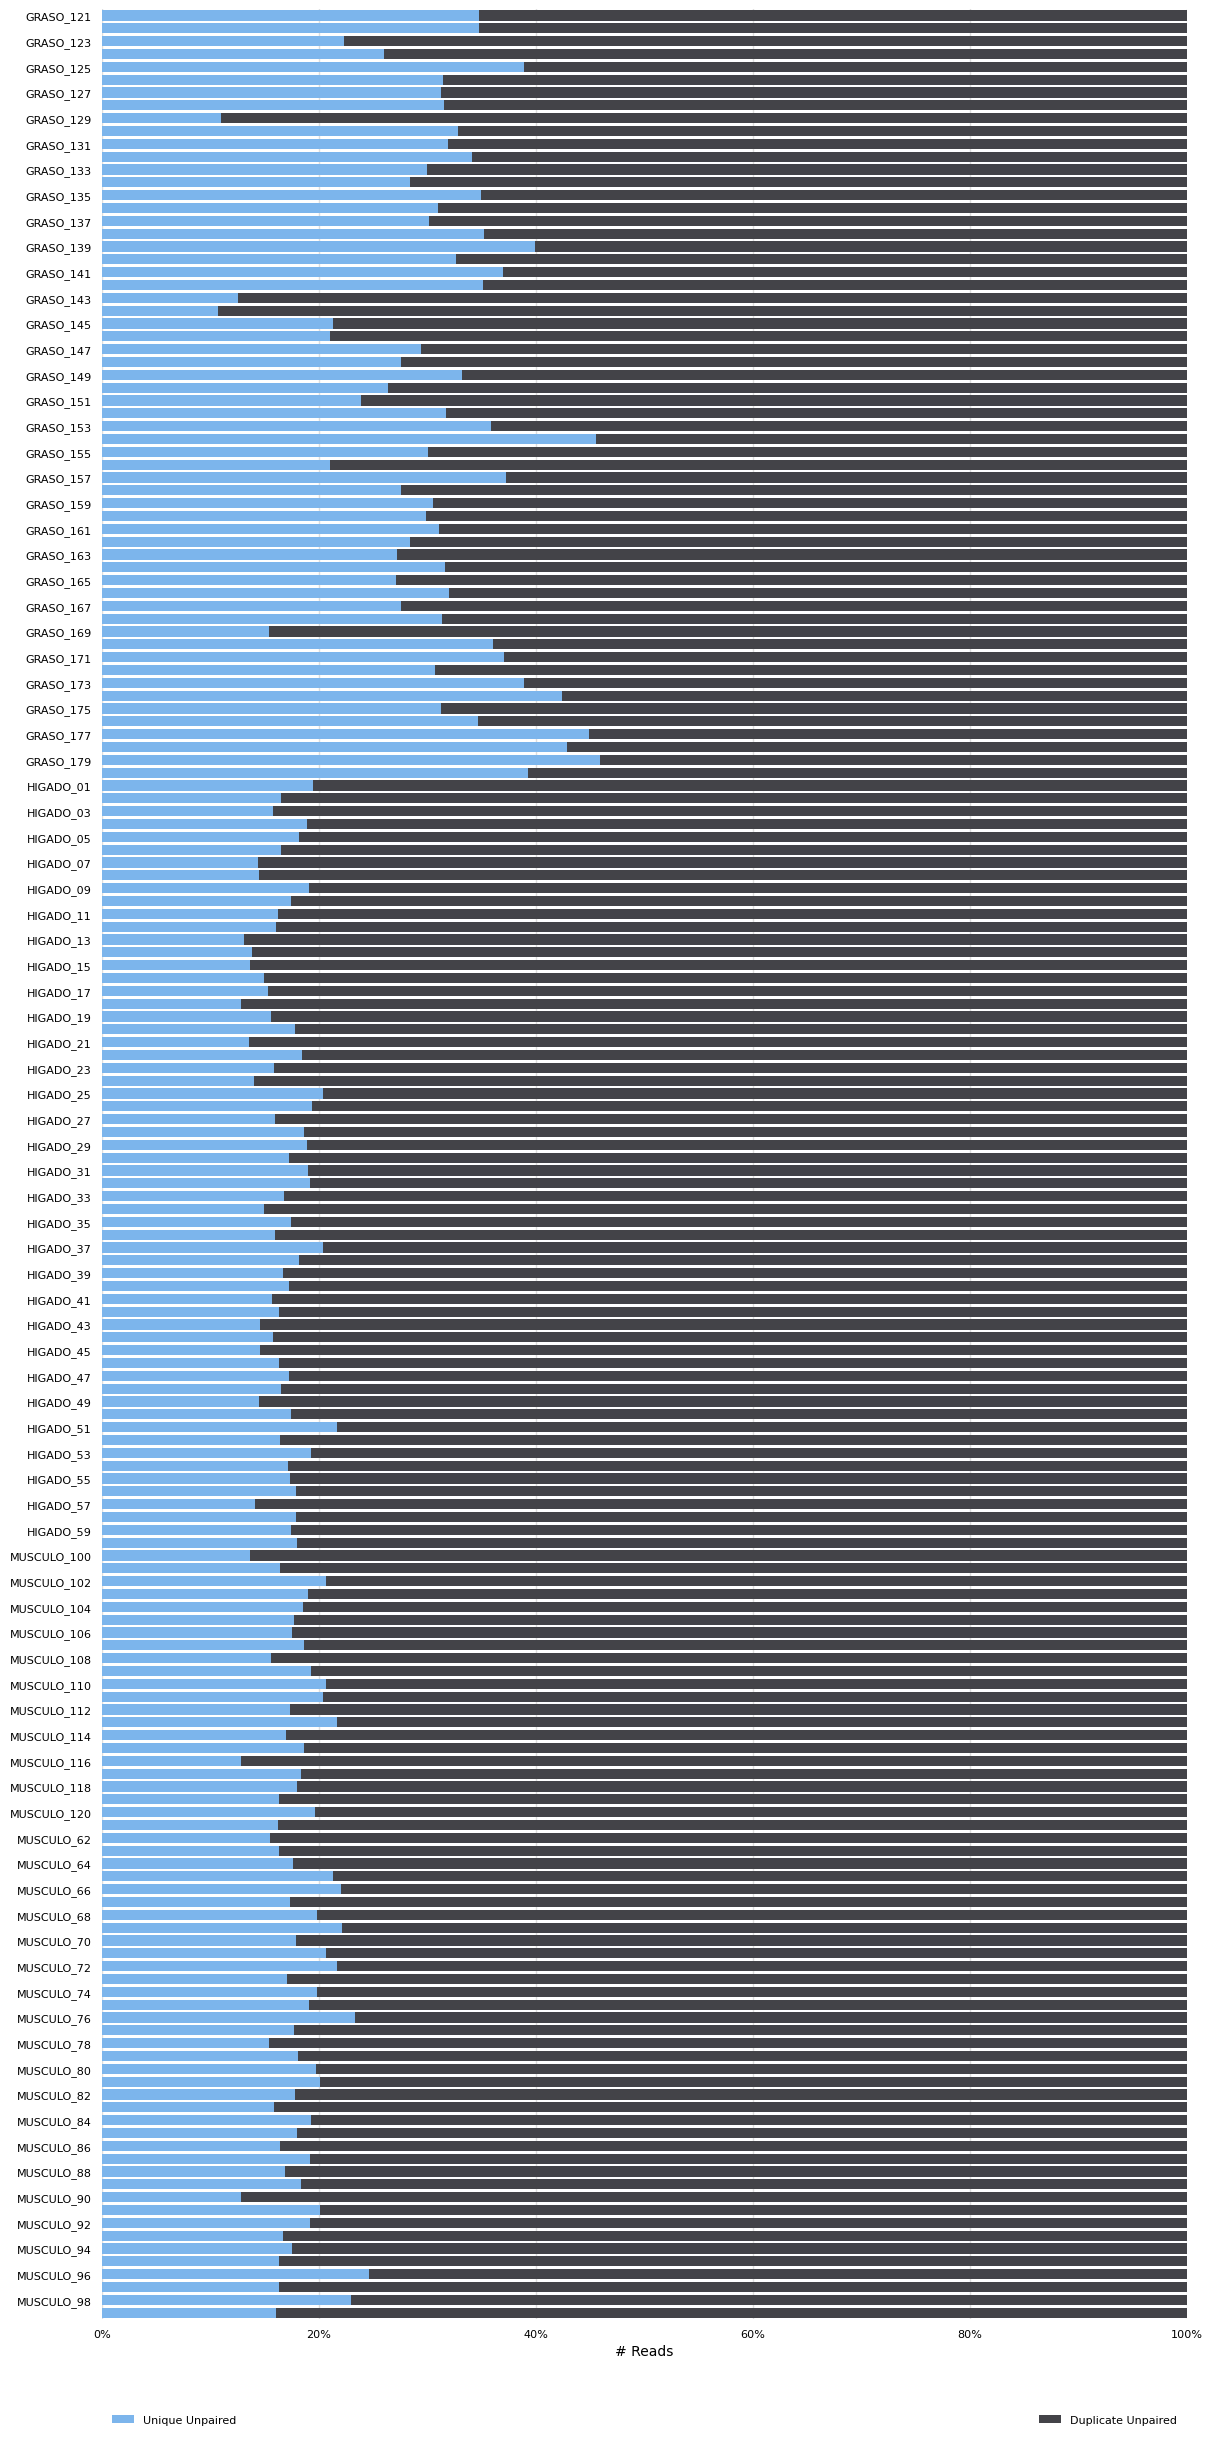 GRASO_121
GRASO_123
GRASO_125
GRASO_127
GRASO_129
GRASO_131
GRASO_133
GRASO_135
GRASO_137
GRASO_139
GRASO_141
GRASO_143
GRASO_145
GRASO_147
GRASO_149
GRASO_151
GRASO_153
GRASO_155
GRASO_157
GRASO_159
GRASO_161
GRASO_163
GRASO_165
GRASO_167
GRASO_169
GRASO_171
GRASO_173
GRASO_175
GRASO_177
GRASO_179
HIGADO_01
HIGADO_03
HIGADO_05
HIGADO_07
HIGADO_09
HIGADO_11
HIGADO_13
HIGADO_15
HIGADO_17
HIGADO_19
HIGADO_21
HIGADO_23
HIGADO_25
HIGADO_27
HIGADO_29
HIGADO_31
HIGADO_33
HIGADO_35
HIGADO_37
HIGADO_39
HIGADO_41
HIGADO_43
HIGADO_45
HIGADO_47
HIGADO_49
HIGADO_51
HIGADO_53
HIGADO_55
HIGADO_57
HIGADO_59
MUSCULO_100
MUSCULO_102
MUSCULO_104
MUSCULO_106
MUSCULO_108
MUSCULO_110
MUSCULO_112
MUSCULO_114
MUSCULO_116
MUSCULO_118
MUSCULO_120
MUSCULO_62
MUSCULO_64
MUSCULO_66
MUSCULO_68
MUSCULO_70
MUSCULO_72
MUSCULO_74
MUSCULO_76
MUSCULO_78
MUSCULO_80
MUSCULO_82
MUSCULO_84
MUSCULO_86
MUSCULO_88
MUSCULO_90
MUSCULO_92
MUSCULO_94
MUSCULO_96
MUSCULO_98
0% 20% 40% 60% 80% 100%
# Reads
Unique Unpaired Duplicate Unpaired